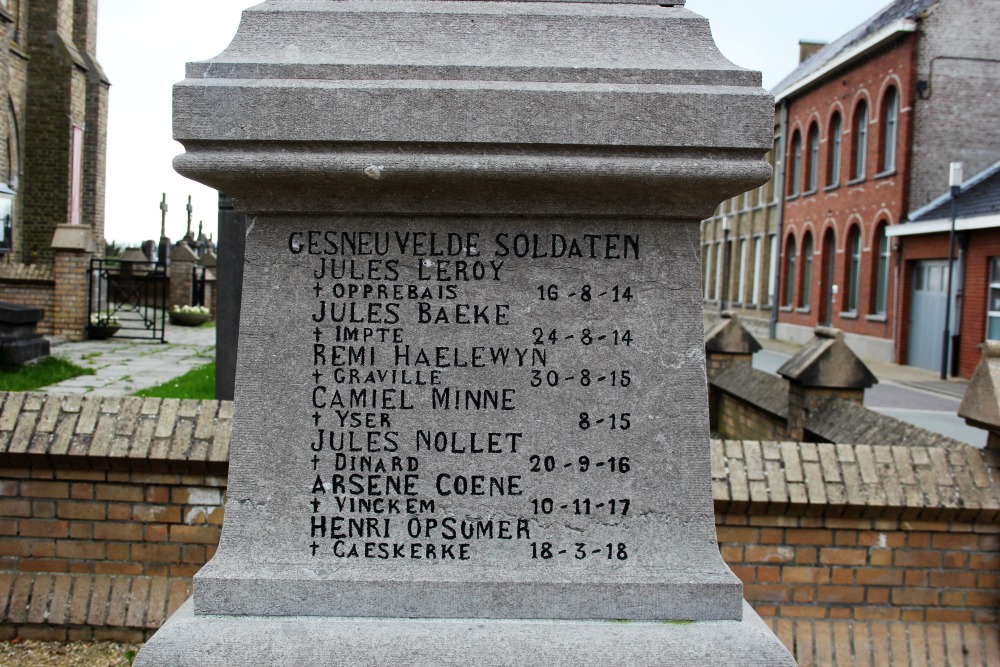 GESNEUVELDE SOLDATEN
JULES LEROY
† OPPREBAIS 16-8-14
JULES BAEKE
† IMPTE 24-8-14
REMI HAELEWYN
† GRAVILLE 30-8-15
CAMIEL MINNE
† YSER 8-15
JULES NOLLET
† DINARD 20-9-16
ARSENE COENE
† VINCKEM 10-11-17
HENRI OPSOMER
† CAESKERKE 18-3-18